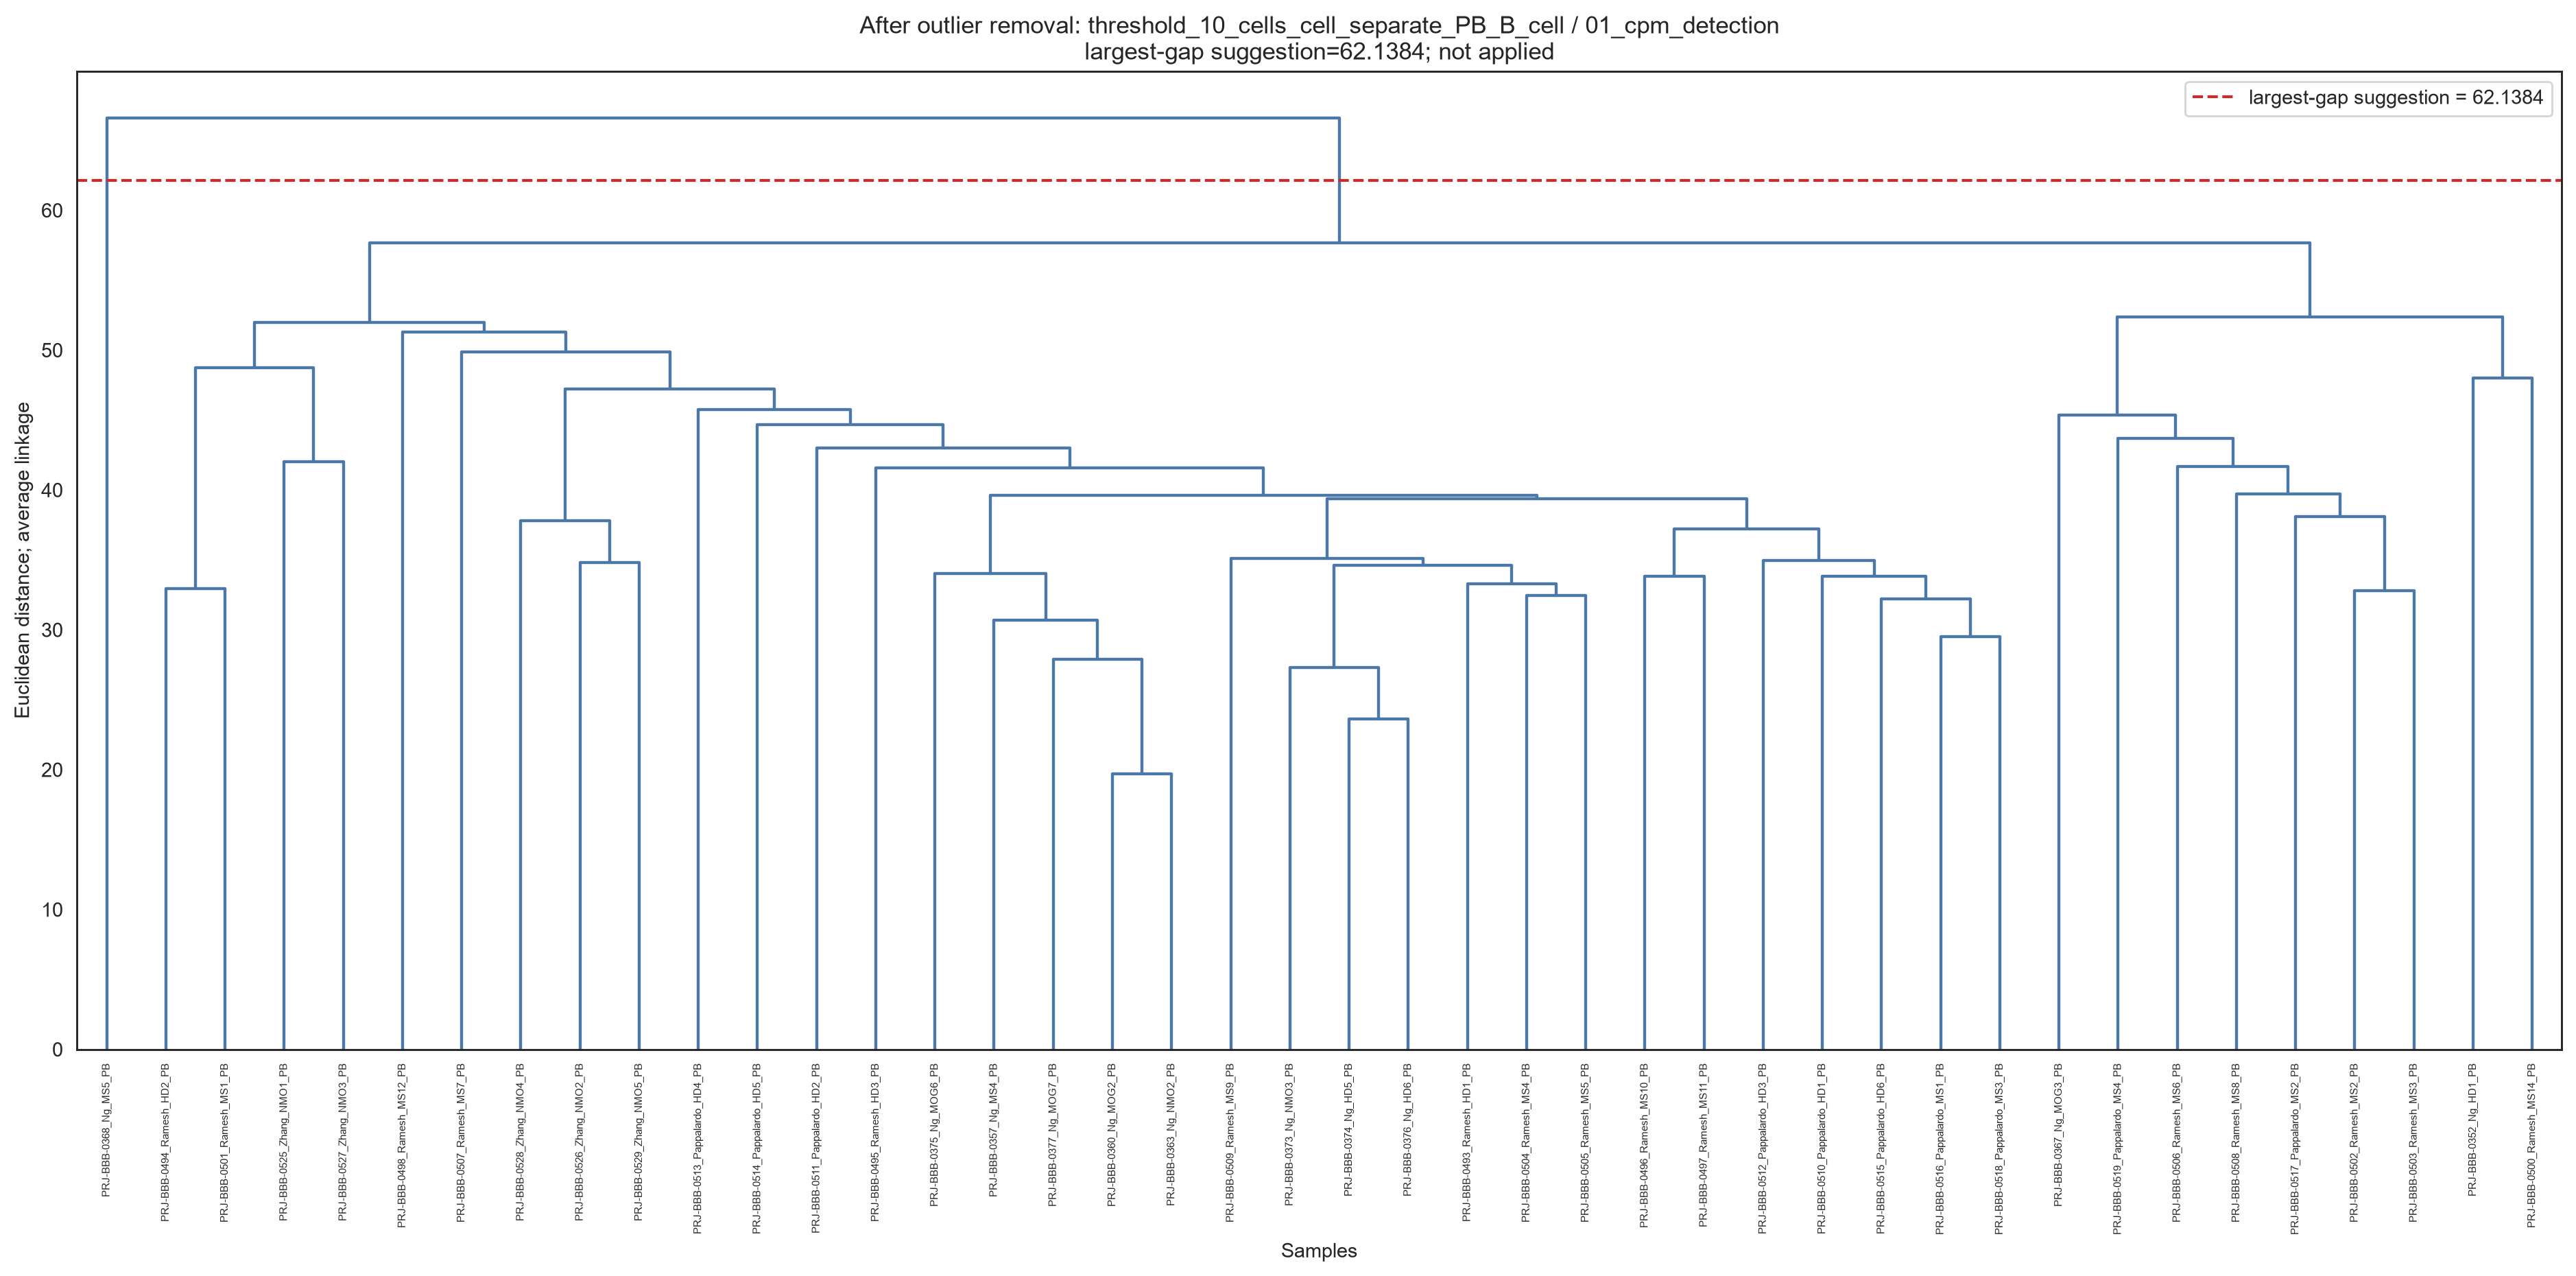 After outlier removal: threshold_10_cells_cell_separate_PB_B_cell / 01_cpm_detection
largest-gap suggestion=62.1384; not applied
largest-gap suggestion = 62.1384
Euclidean distance; average linkage
60
50
40
30
20
10
0
PRJ-BBB-0368_Ng_MS5_PB
PRJ-BBB-0494_Ramesh_HD2_PB
PRJ-BBB-0501_Ramesh_MS1_PB
PRJ-BBB-0525_Zhang_NMO1_PB
PRJ-BBB-0527_Zhang_NMO3_PB
PRJ-BBB-0498_Ramesh_MS12_PB
PRJ-BBB-0507_Ramesh_MS7_PB
PRJ-BBB-0528_Zhang_NMO4_PB
PRJ-BBB-0526_Zhang_NMO2_PB
PRJ-BBB-0529_Zhang_NMO5_PB
PRJ-BBB-0513_Pappalardo_HD4_PB
PRJ-BBB-0514_Pappalardo_HD5_PB
PRJ-BBB-0511_Pappalardo_HD2_PB
PRJ-BBB-0495_Ramesh_HD3_PB
PRJ-BBB-0375_Ng_MOG6_PB
PRJ-BBB-0357_Ng_MS4_PB
PRJ-BBB-0377_Ng_MOG7_PB
PRJ-BBB-0360_Ng_MOG2_PB
PRJ-BBB-0363_Ng_NMO2_PB
PRJ-BBB-0509_Ramesh_MS9_PB
PRJ-BBB-0373_Ng_NMO3_PB
PRJ-BBB-0374_Ng_HD5_PB
PRJ-BBB-0376_Ng_HD6_PB
PRJ-BBB-0493_Ramesh_HD1_PB
PRJ-BBB-0504_Ramesh_MS4_PB
PRJ-BBB-0505_Ramesh_MS5_PB
PRJ-BBB-0496_Ramesh_MS10_PB
PRJ-BBB-0497_Ramesh_MS11_PB
PRJ-BBB-0512_Pappalardo_HD3_PB
PRJ-BBB-0510_Pappalardo_HD1_PB
PRJ-BBB-0515_Pappalardo_HD6_PB
PRJ-BBB-0516_Pappalardo_MS1_PB
PRJ-BBB-0518_Pappalardo_MS3_PB
PRJ-BBB-0367_Ng_MOG3_PB
PRJ-BBB-0519_Pappalardo_MS4_PB
PRJ-BBB-0506_Ramesh_MS6_PB
PRJ-BBB-0508_Ramesh_MS8_PB
PRJ-BBB-0517_Pappalardo_MS2_PB
PRJ-BBB-0502_Ramesh_MS2_PB
PRJ-BBB-0503_Ramesh_MS3_PB
PRJ-BBB-0352_Ng_HD1_PB
PRJ-BBB-0500_Ramesh_MS14_PB
Samples